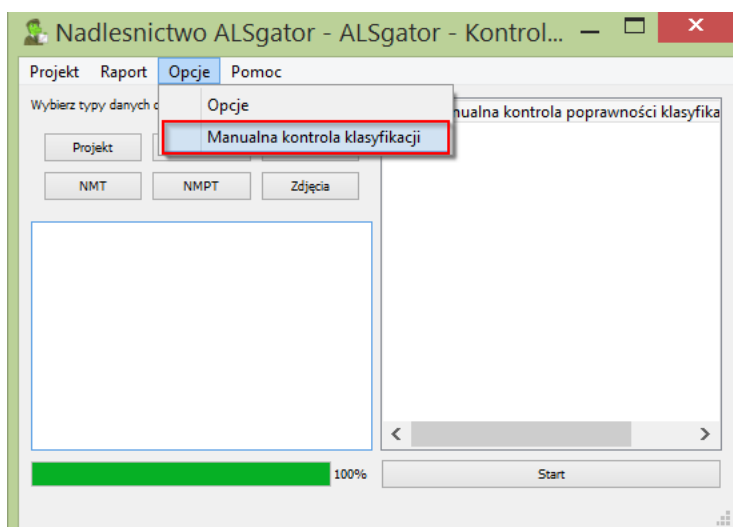 Nadlesnictwo ALSgator - ALSgator - Kontrol...
Projekt Raport Opcje Pomoc
Wybierz typy danych
Opcje
Manualna kontrola klasyfikacji
nualna kontrola poprawności klasyfika
Projekt
NMT NMPT Zdjęcia
100%
Start